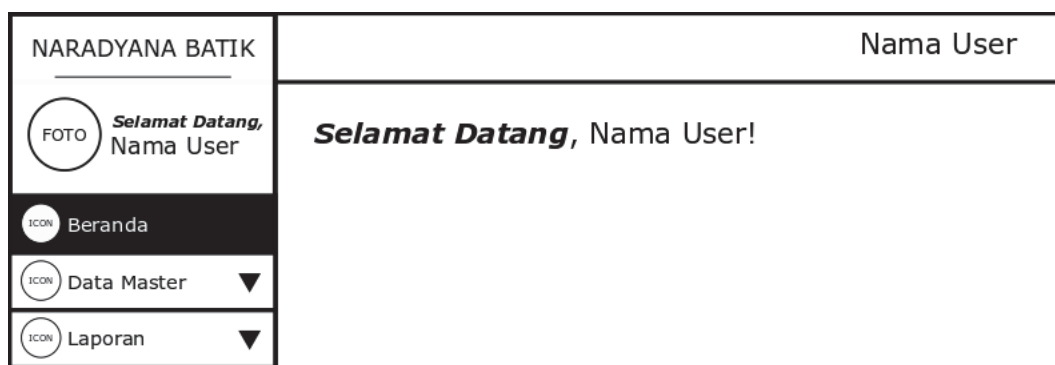 NARADYANA BATIK
Nama User
FOTO
Selamat Datang,
Nama User
Selamat Datang, Nama User!
ICON Beranda
ICON Data Master
ICON Laporan